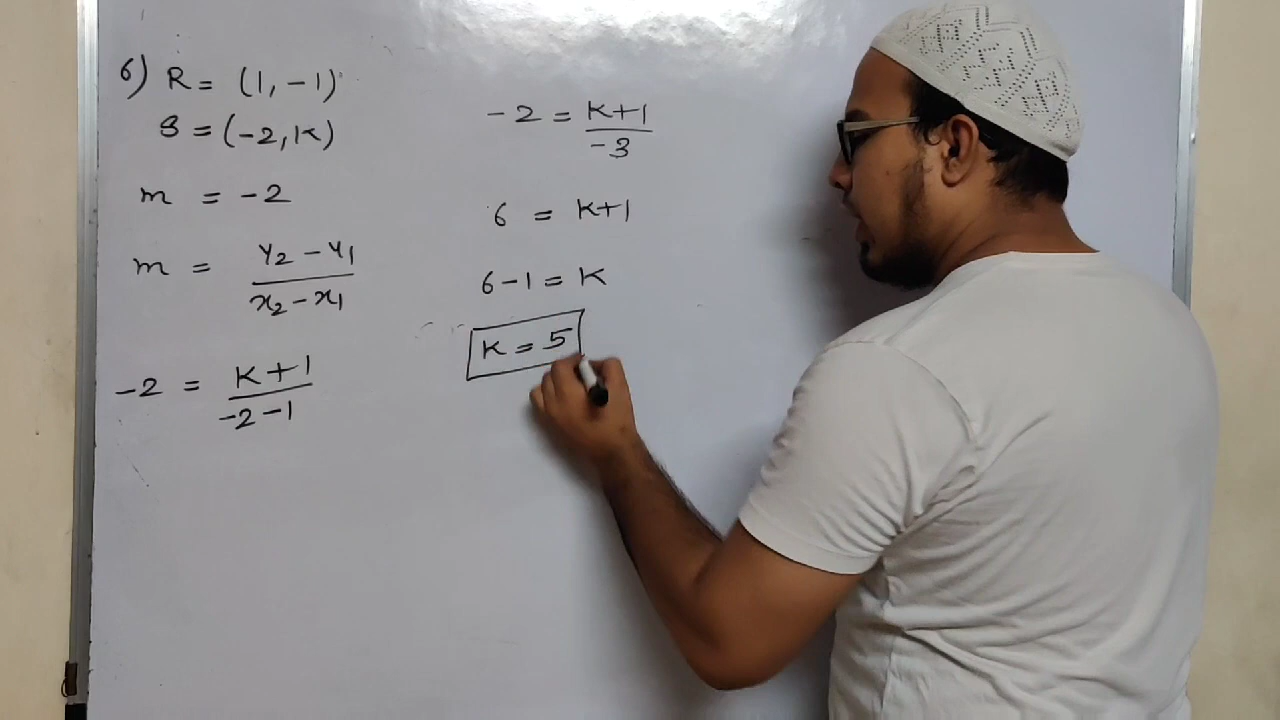 6) R = (1, -1)
S = (-2, K)
m = -2
m = y₂ - y₁ / x₂ - x₁
-2 = K+1 / -2-1
-2 = K+1 / -3
6 = K+1
6-1 = K
K = 5